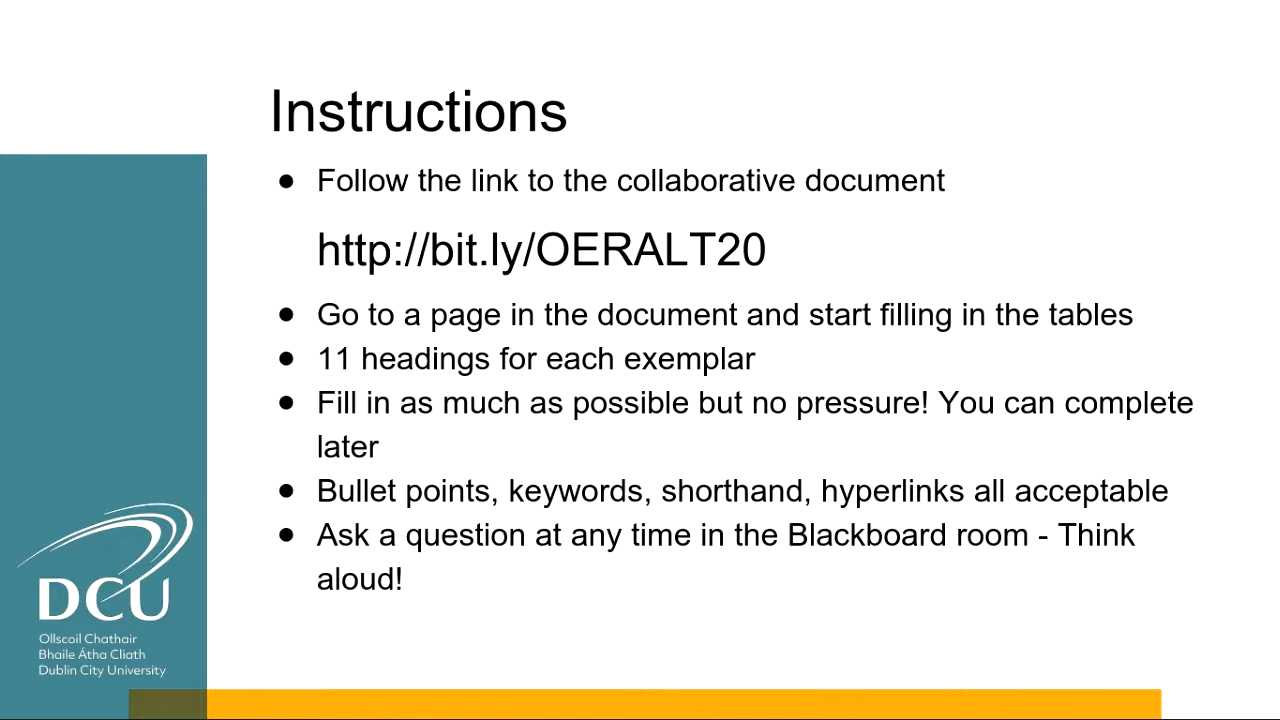 Instructions
● Follow the link to the collaborative document
http://bit.ly/OERALT20
● Go to a page in the document and start filling in the tables
● 11 headings for each exemplar
● Fill in as much as possible but no pressure! You can complete
later
● Bullet points, keywords, shorthand, hyperlinks all acceptable
● Ask a question at any time in the Blackboard room - Think
aloud!
DCU
Ollscoil Chathair
Bhaile Átha Cliath
Dublin City University